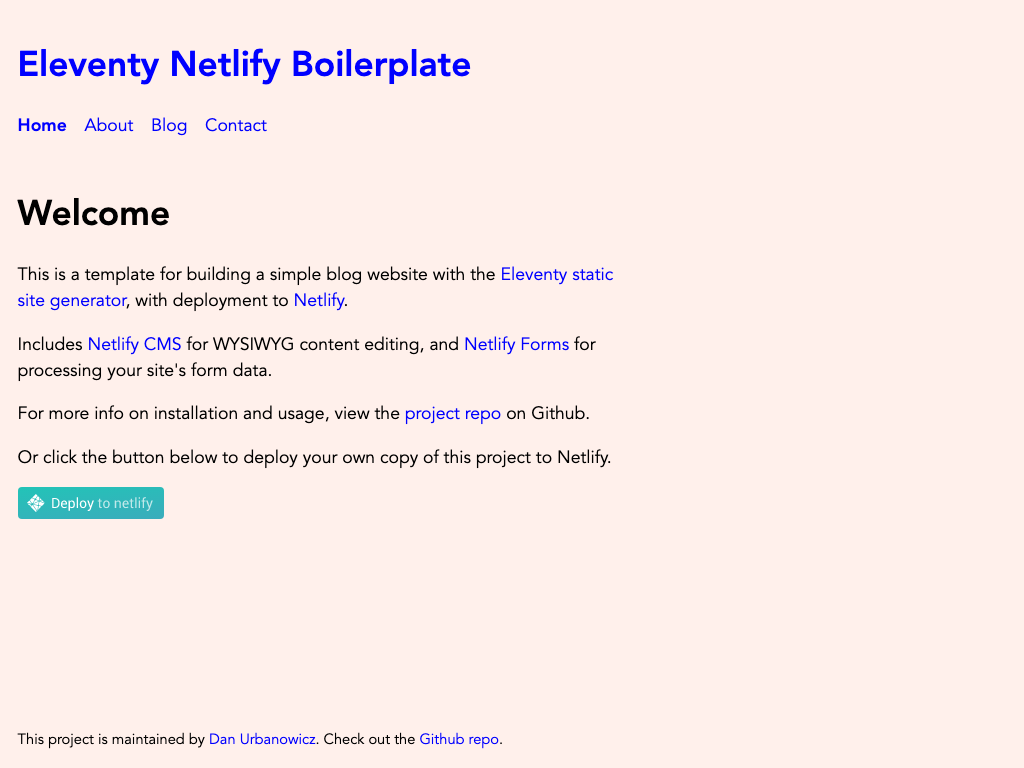 Eleventy Netlify Boilerplate
Home About Blog Contact
Welcome
This is a template for building a simple blog website with the Eleventy static
site generator, with deployment to Netlify.
Includes Netlify CMS for WYSIWYG content editing, and Netlify Forms for
processing your site's form data.
For more info on installation and usage, view the project repo on Github.
Or click the button below to deploy your own copy of this project to Netlify.
Deploy to netlify
This project is maintained by Dan Urbanowicz. Check out the Github repo.